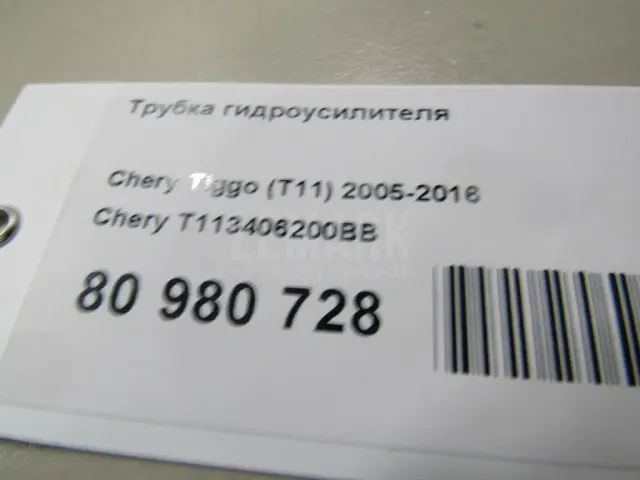 Трубка гидроусилителя
Chery Tiggo (T11) 2005-2016
Chery T113406200BB
80 980 728